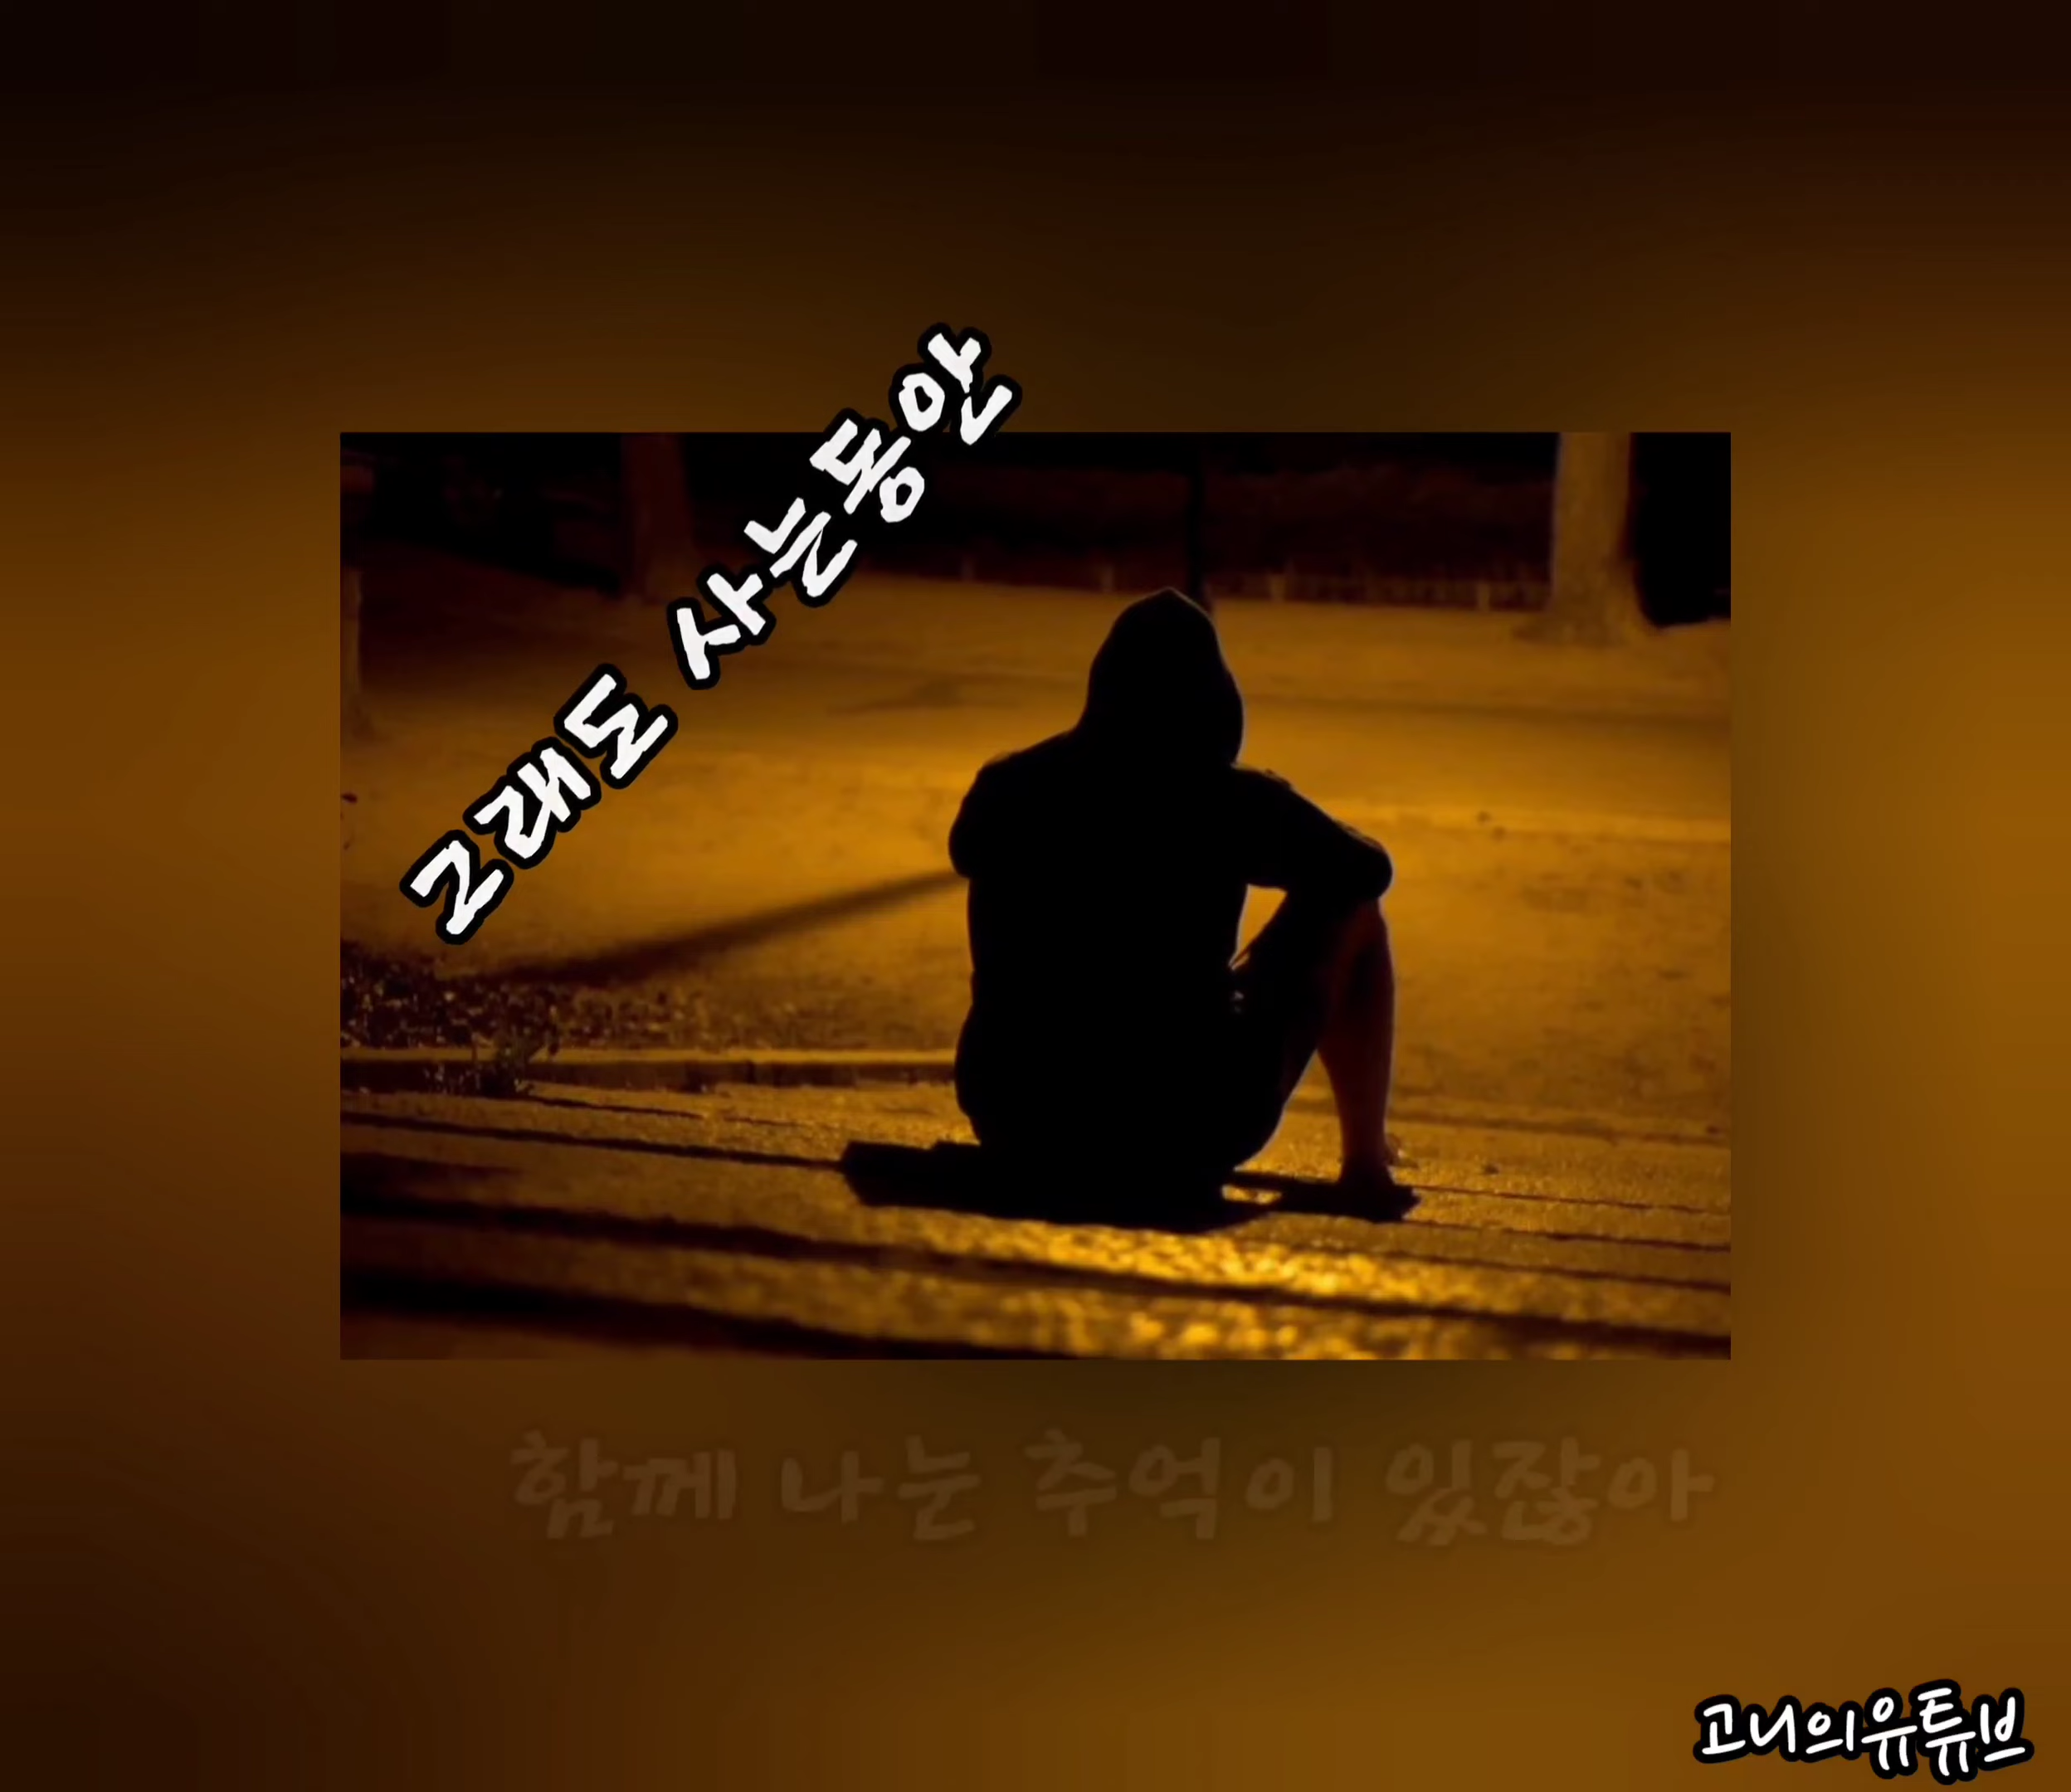 그래도 사는동안
함께 나눈 추억이 있잖아
고니의유튜브